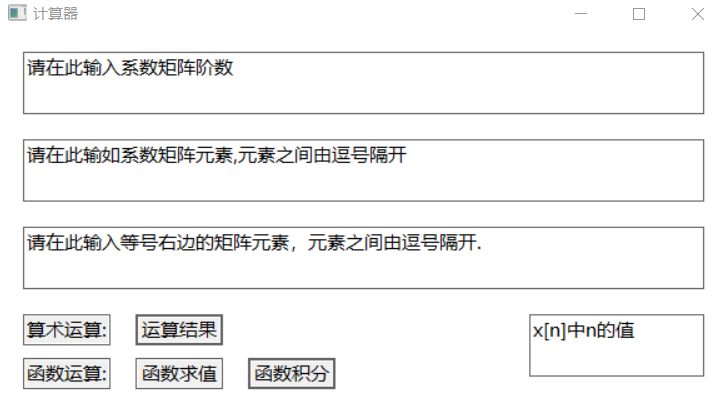 计算器
请在此输入系数矩阵阶数
请在此输如系数矩阵元素,元素之间由逗号隔开
请在此输入等号右边的矩阵元素，元素之间由逗号隔开.
算术运算: 运算结果 x[n]中n的值
函数运算: 函数求值 函数积分